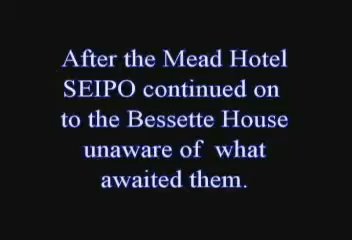 After the Mead Hotel
SEIPO continued on
to the Bessette House
unaware of what
awaited them.